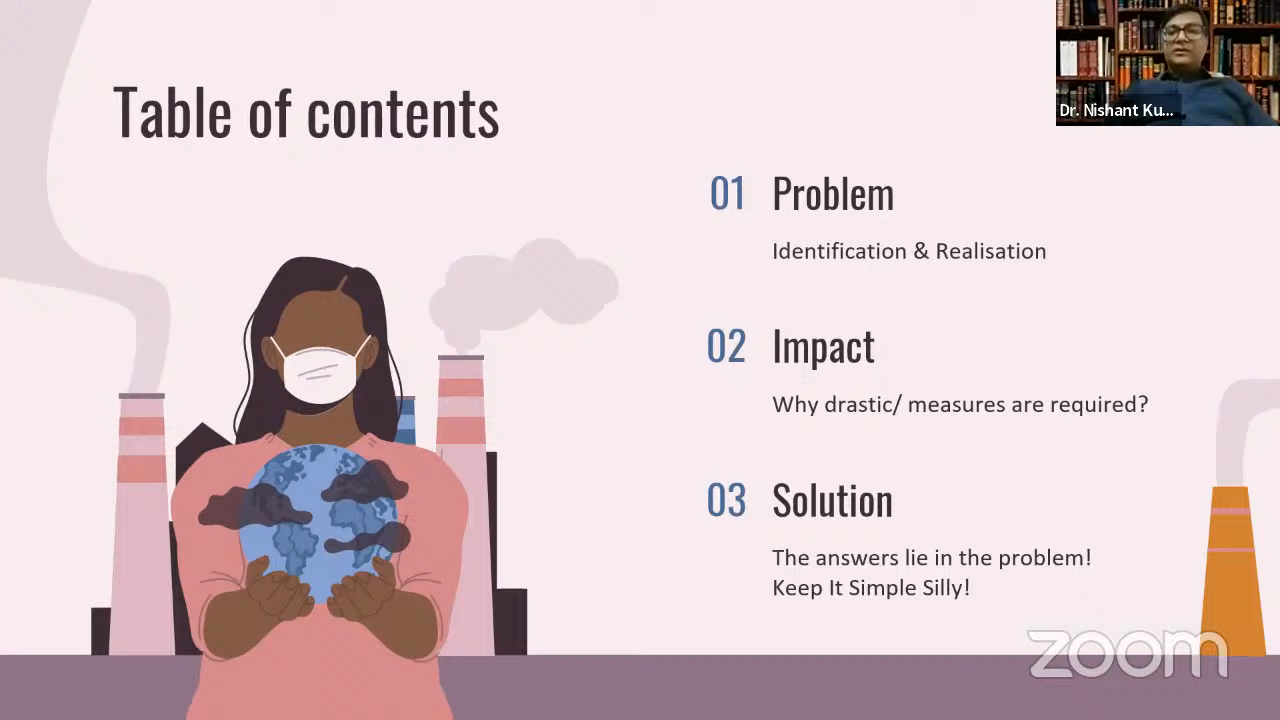 Table of contents
Dr. Nishant Ku...
01 Problem
Identification & Realisation
02 Impact
Why drastic/ measures are required?
03 Solution
The answers lie in the problem!
Keep It Simple Silly!
zoom